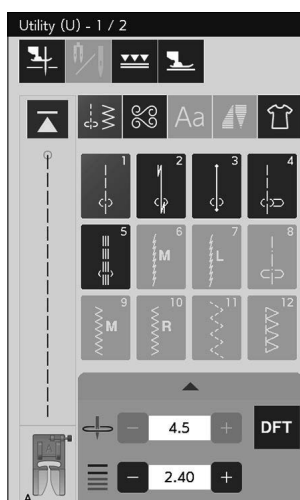 Utility (U) - 1 / 2
Aa
1 2 3 4
5 6 7 8
M L
9 10 11 12
M R
- 4.5 + DFT
- 2.40 +
A